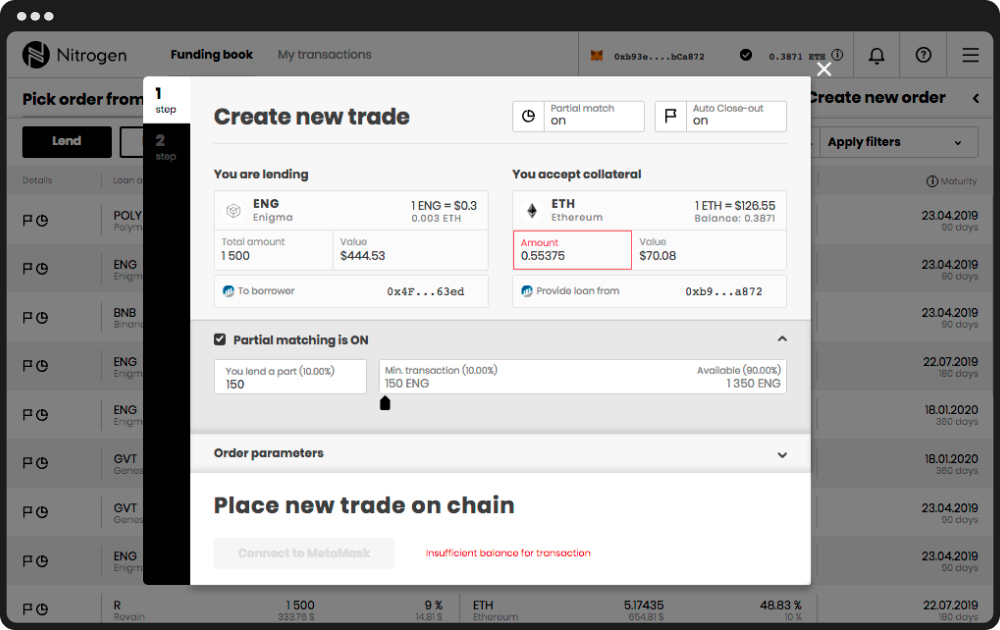 Nitrogen
Funding book
My transactions
0xb93e....bCa872
0.3871 ETH
Pick order from
Create new order
Lend
Apply filters
Details
Loan
Maturity
POLY
23.04.2019
90 days
ENG
23.04.2019
90 days
BNB
23.04.2019
90 days
ENG
22.07.2019
180 days
ENG
18.01.2020
360 days
GVT
18.01.2020
360 days
GVT
23.04.2019
90 days
ENG
23.04.2019
90 days
R
1 500
9 %
ETH
5.17435
48.83 %
22.07.2019
Revain
233.76 $
14.81 $
Ethereum
654.81 $
10 %
180 days
1
step
2
step
Create new trade
Partial match
on
Auto Close-out
on
You are lending
ENG
1 ENG = $0.3
Enigma
0.003 ETH
Total amount
1 500
Value
$444.53
To borrower
0x4F...63ed
You accept collateral
ETH
1 ETH = $126.55
Ethereum
Balance: 0.3871
Amount
0.55375
Value
$70.08
Provide loan from
0xb9...a872
Partial matching is ON
You lend a part (10.00%)
150
Min. transaction (10.00%)
150 ENG
Available (90.00%)
1 350 ENG
Order parameters
Place new trade on chain
Connect to MetaMask
Insufficient balance for transaction